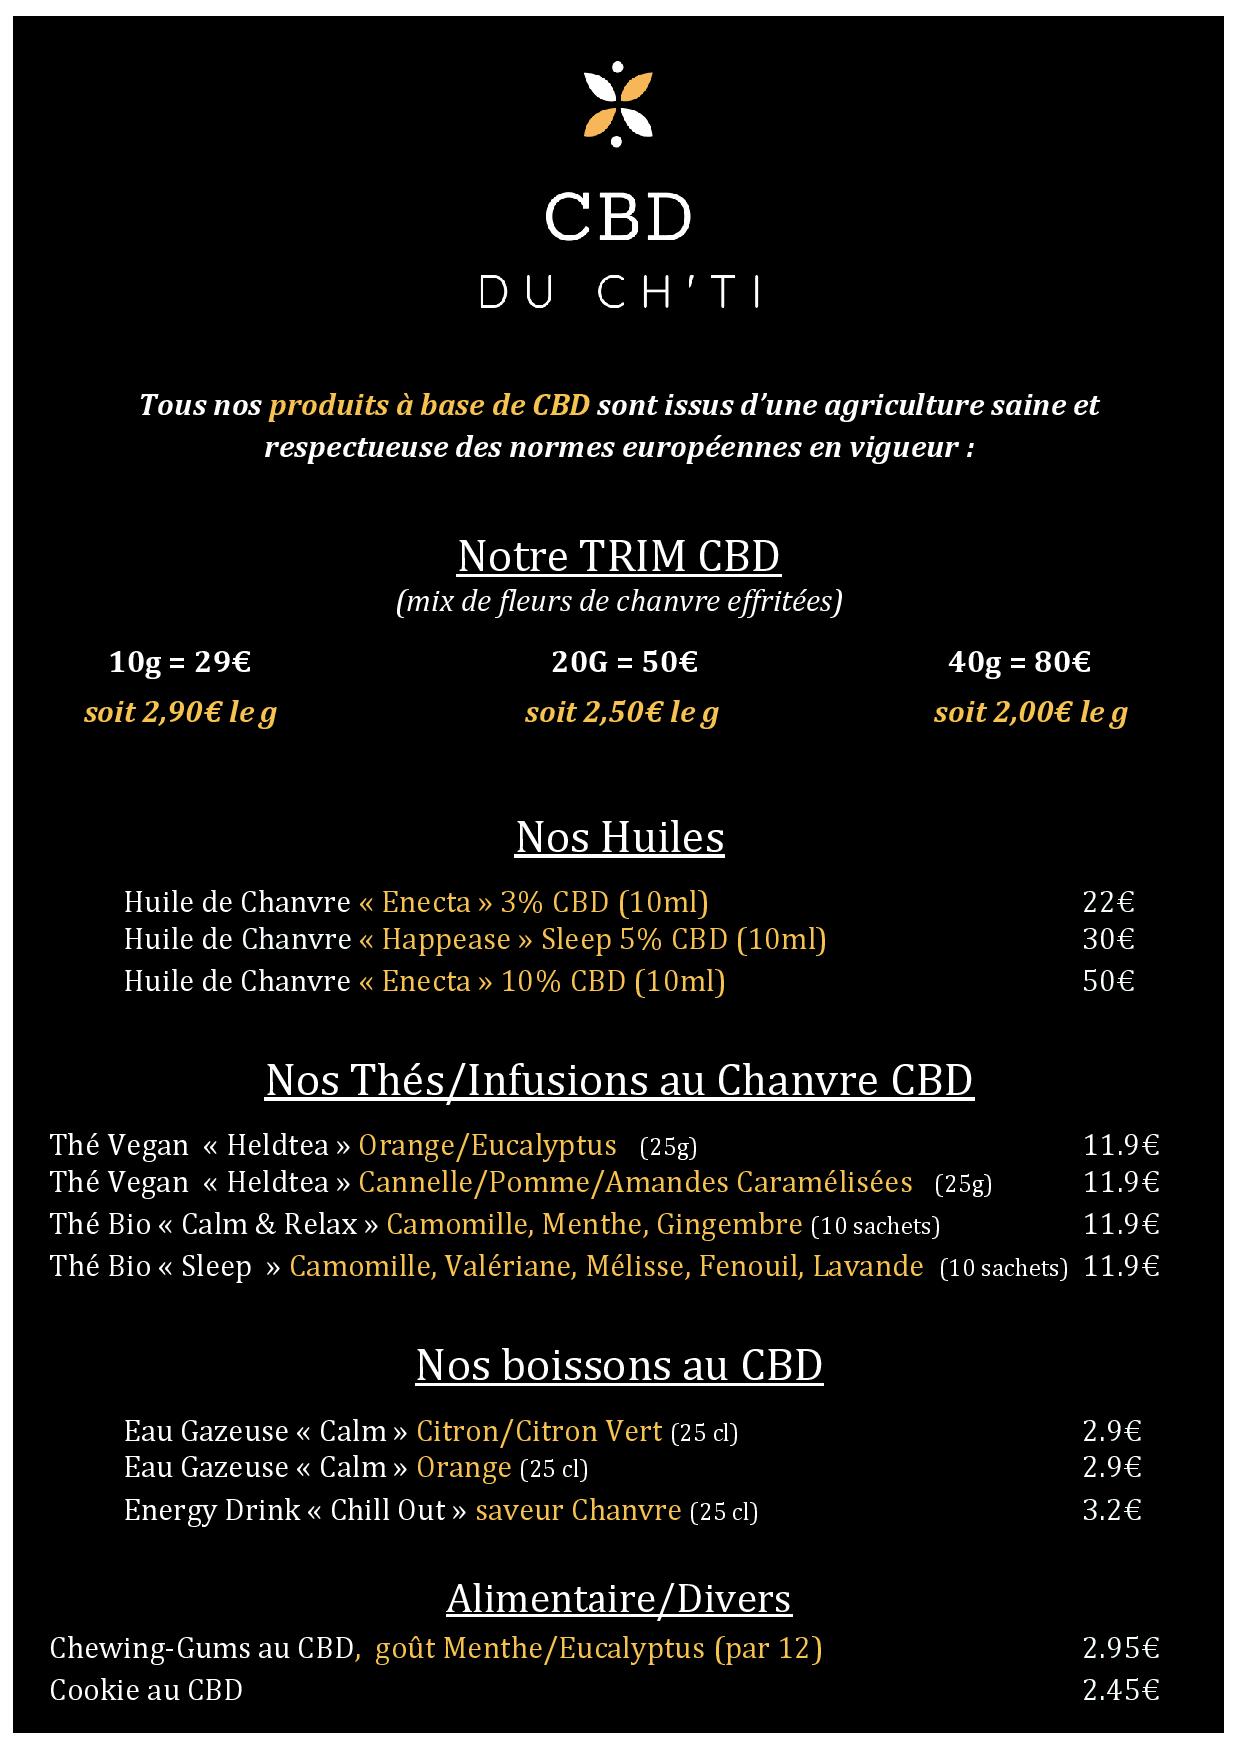 CBD
DU CH'TI
Tous nos produits à base de CBD sont issus d’une agriculture saine et
respectueuse des normes européennes en vigueur :
Notre TRIM CBD
(mix de fleurs de chanvre effritées)
10g = 29€ 20G = 50€ 40g = 80€
soit 2,90€ le g soit 2,50€ le g soit 2,00€ le g
Nos Huiles
Huile de Chanvre « Enecta » 3% CBD (10ml) 22€
Huile de Chanvre « Happease » Sleep 5% CBD (10ml) 30€
Huile de Chanvre « Enecta » 10% CBD (10ml) 50€
Nos Thés/Infusions au Chanvre CBD
Thé Vegan « Heldtea » Orange/Eucalyptus (25g) 11.9€
Thé Vegan « Heldtea » Cannelle/Pomme/Amandes Caramélisées (25g) 11.9€
Thé Bio « Calm & Relax » Camomille, Menthe, Gingembre (10 sachets) 11.9€
Thé Bio « Sleep » Camomille, Valériane, Mélisse, Fenouil, Lavande (10 sachets) 11.9€
Nos boissons au CBD
Eau Gazeuse « Calm » Citron/Citron Vert (25 cl) 2.9€
Eau Gazeuse « Calm » Orange (25 cl) 2.9€
Energy Drink « Chill Out » saveur Chanvre (25 cl) 3.2€
Alimentaire/Divers
Chewing-Gums au CBD, goût Menthe/Eucalyptus (par 12) 2.95€
Cookie au CBD 2.45€